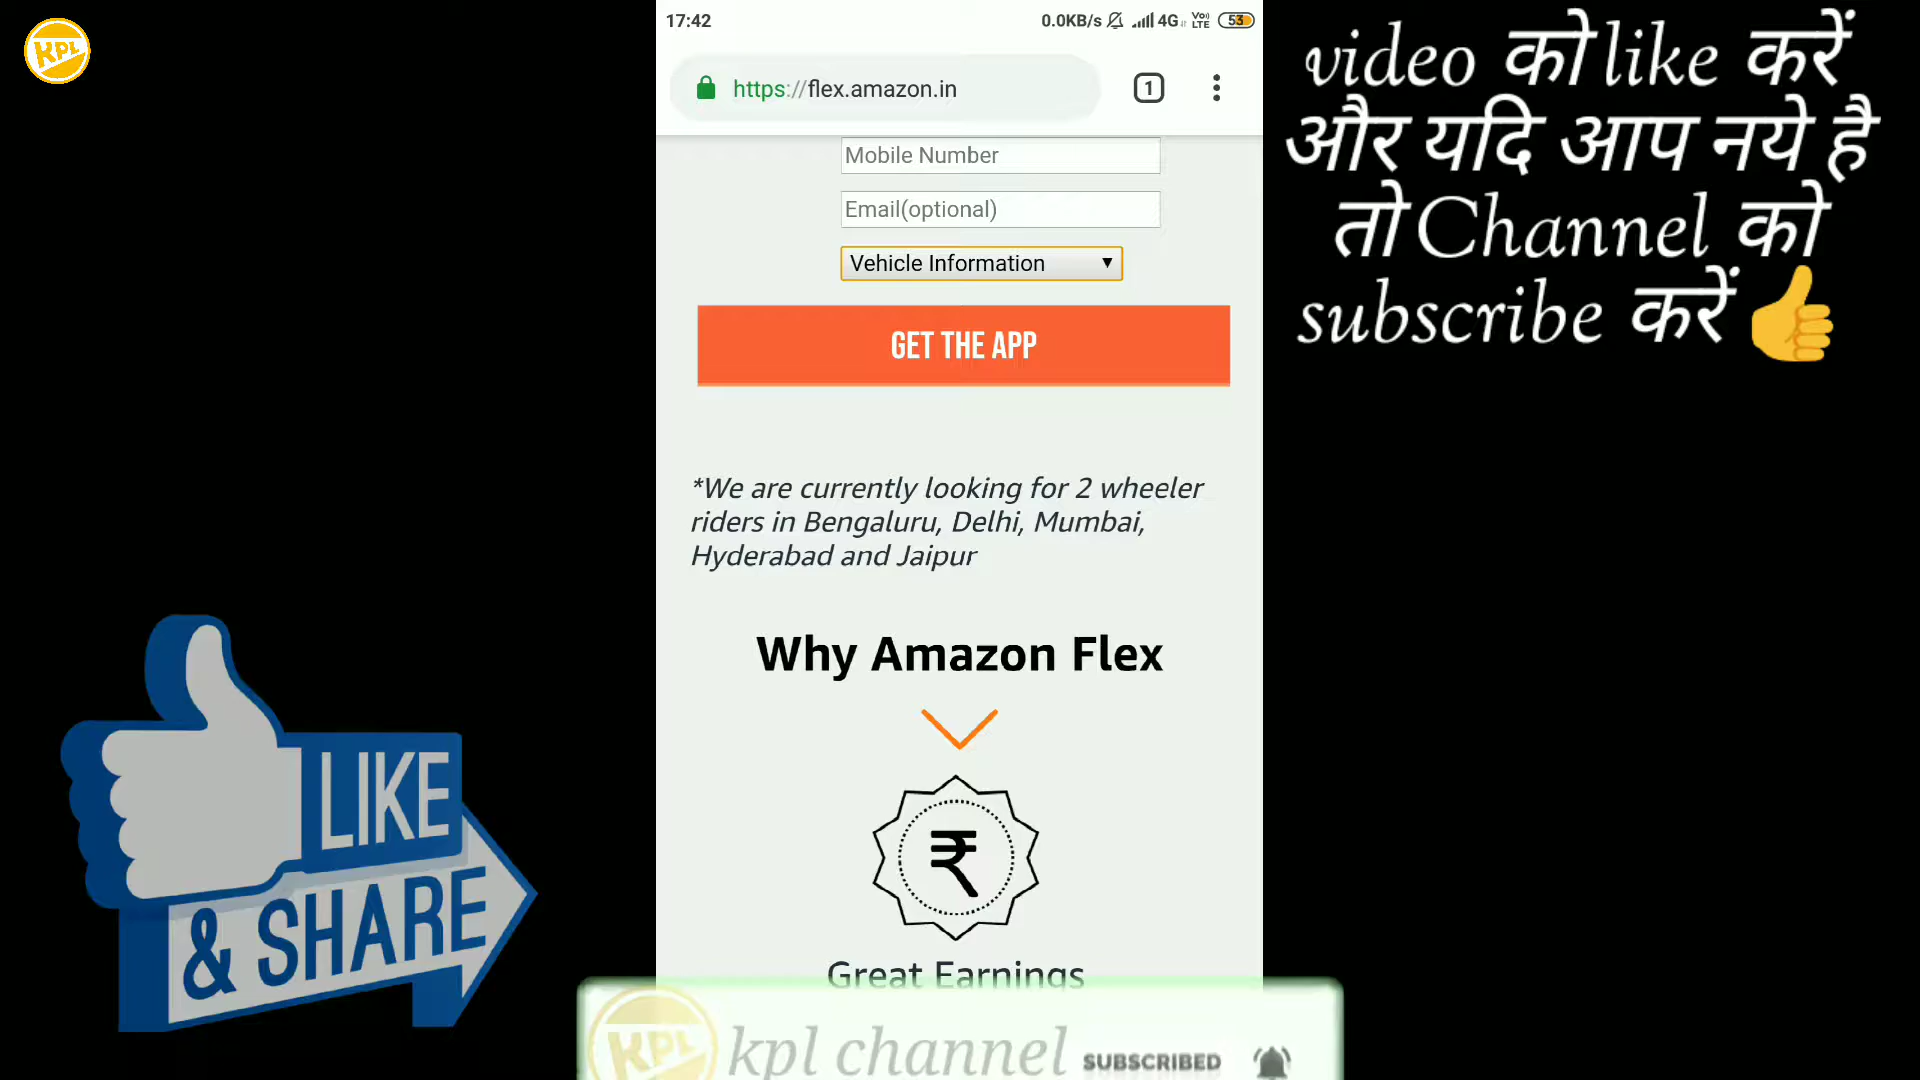 KPL
17:42
0.0KB/s 4G VoLTE 53
https://flex.amazon.in
1
Mobile Number
Email(optional)
Vehicle Information
GET THE APP
*We are currently looking for 2 wheeler
riders in Bengaluru, Delhi, Mumbai,
Hyderabad and Jaipur
Why Amazon Flex
₹
Great Earnings
video को like करें
और यदि आप नये है
तो Channel को
subscribe करें 👍
LIKE
& SHARE
KPL
kpl channel SUBSCRIBED